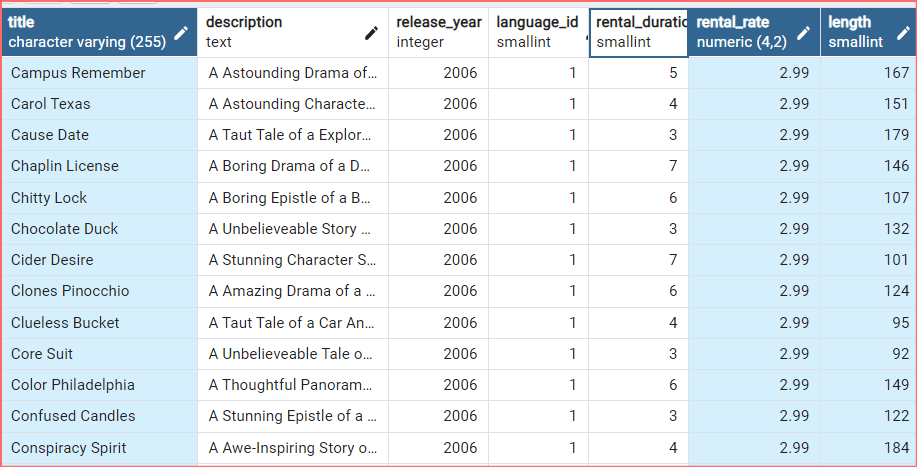 title description release_year language_id rental_duratio rental_rate length
character varying (255) text integer smallint smallint numeric (4,2) smallint
Campus Remember A Astounding Drama of... 2006 1 5 2.99 167
Carol Texas A Astounding Characte... 2006 1 4 2.99 151
Cause Date A Taut Tale of a Explor... 2006 1 3 2.99 179
Chaplin License A Boring Drama of a D... 2006 1 7 2.99 146
Chitty Lock A Boring Epistle of a B... 2006 1 6 2.99 107
Chocolate Duck A Unbelieveable Story ... 2006 1 3 2.99 132
Cider Desire A Stunning Character S... 2006 1 7 2.99 101
Clones Pinocchio A Amazing Drama of a ... 2006 1 6 2.99 124
Clueless Bucket A Taut Tale of a Car An... 2006 1 4 2.99 95
Core Suit A Unbelieveable Tale o... 2006 1 3 2.99 92
Color Philadelphia A Thoughtful Panoram... 2006 1 6 2.99 149
Confused Candles A Stunning Epistle of a ... 2006 1 3 2.99 122
Conspiracy Spirit A Awe-Inspiring Story o... 2006 1 4 2.99 184